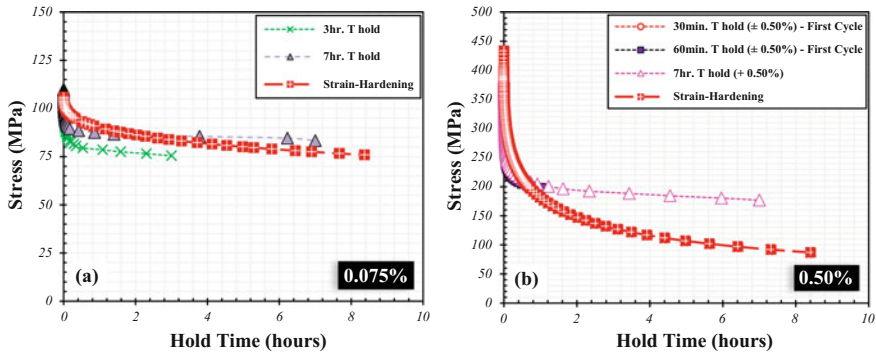 150
125
100
75
50
25
0
Stress (MPa)
3hr. T hold
7hr. T hold
Strain-Hardening
(a)
0.075%
0 2 4 6 8 10
Hold Time (hours)
500
450
400
350
300
250
200
150
100
50
0
Stress (MPa)
30min. T hold (± 0.50%) - First Cycle
60min. T hold (± 0.50%) - First Cycle
7hr. T hold (+ 0.50%)
Strain-Hardening
(b)
0.50%
0 2 4 6 8 10
Hold Time (hours)